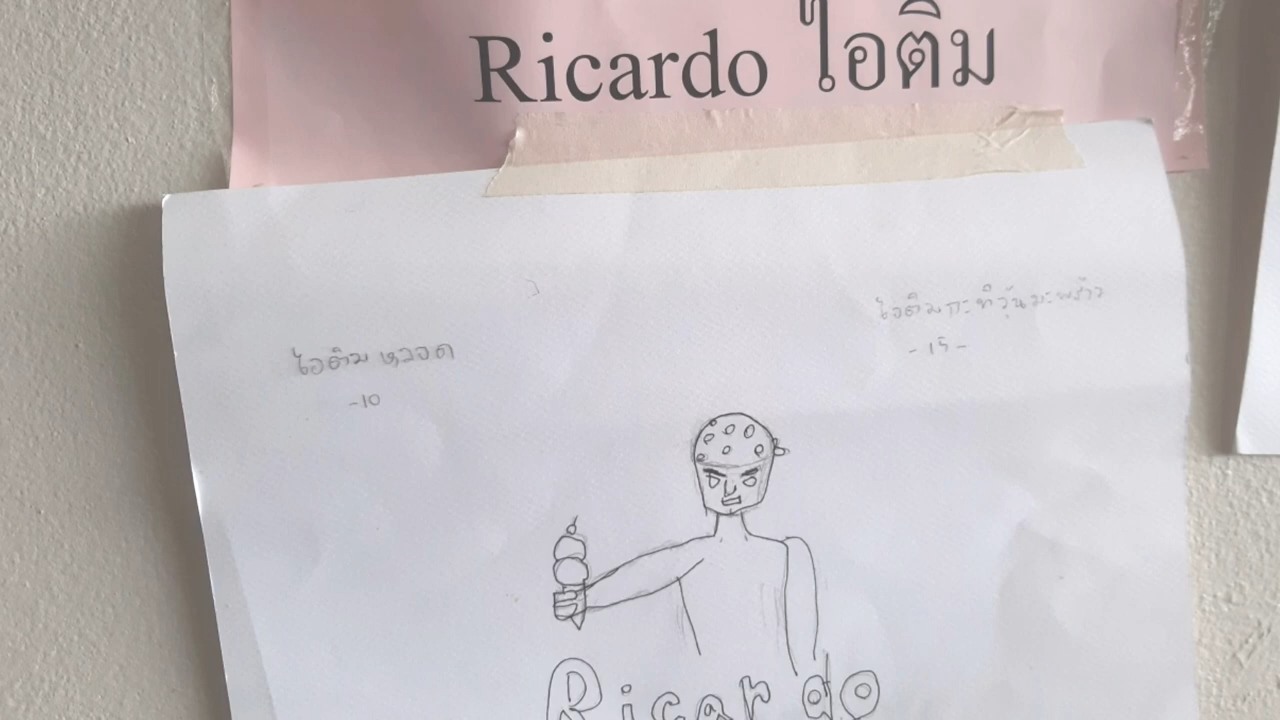 Ricardo ไอติม
ไอติมกะทิวุ้นมะพร้าว
-15-
ไอติม หลอด
-10
Ricardo